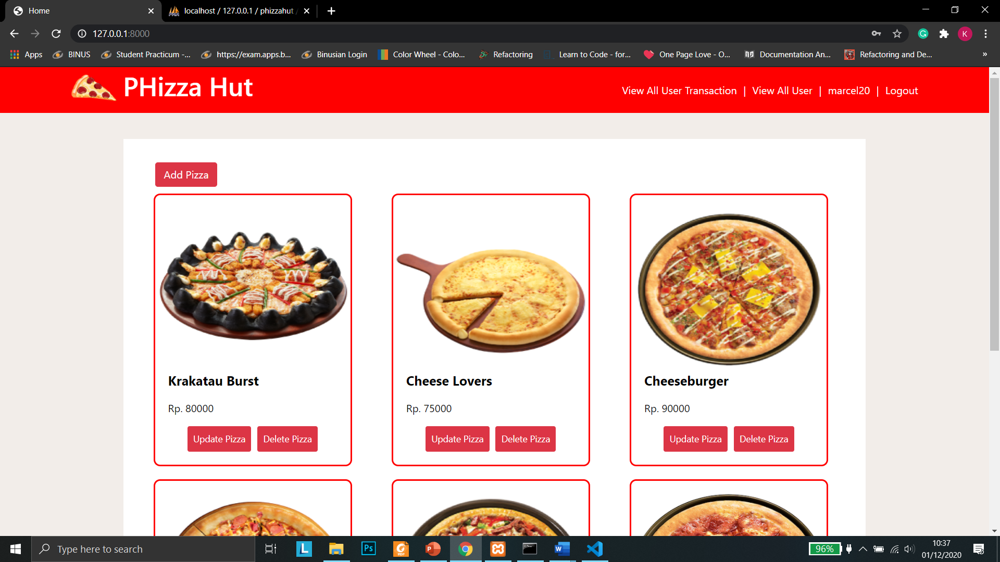 Home
localhost / 127.0.0.1 / phizzahut
127.0.0.1:8000
Apps
BINUS
Student Practicum -...
https://exam.apps.b...
Binusian Login
Color Wheel - Colo...
Refactoring
Learn to Code - for...
One Page Love - O...
Documentation An...
Refactoring and De...
PHizza Hut
View All User Transaction | View All User | marcel20 | Logout
Add Pizza
Krakatau Burst
Rp. 80000
Update Pizza
Delete Pizza
Cheese Lovers
Rp. 75000
Update Pizza
Delete Pizza
Cheeseburger
Rp. 90000
Update Pizza
Delete Pizza
Type here to search
96%
10:37
01/12/2020